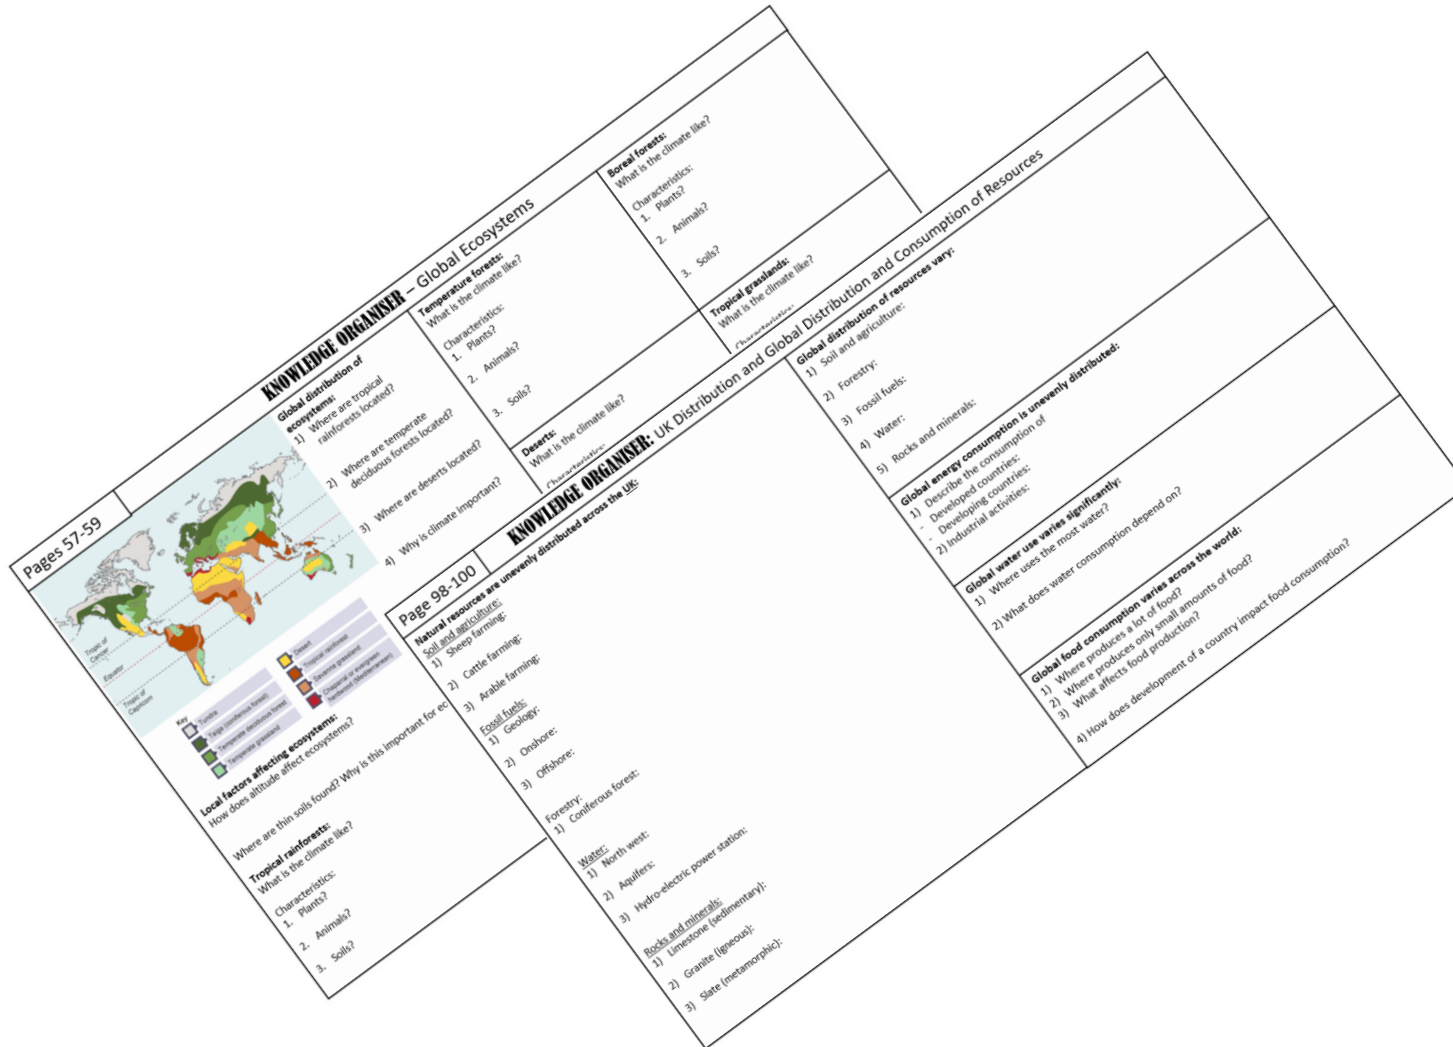 Pages 57-59
KNOWLEDGE ORGANISER – Global Ecosystems
Tropic of
Cancer
Equator
Tropic of
Capricorn
Key
Tundra
Taiga (coniferous forest)
Temperate deciduous forest
Temperate grassland
Desert
Tropical rainforest
Savanna grassland
Chaparral or evergreen
hardwood (Mediterranean)
Local factors affecting ecosystems:
How does altitude affect ecosystems?
Where are thin soils found? Why is this important for ec
Tropical rainforests:
What is the climate like?
Characteristics:
1. Plants?
2. Animals?
3. Soils?
Global distribution of
ecosystems:
1) Where are tropical
rainforests located?
2) Where are temperate
deciduous forests located?
3) Where are deserts located?
4) Why is climate important?
Temperature forests:
What is the climate like?
Characteristics:
1. Plants?
2. Animals?
3. Soils?
Deserts:
What is the climate like?
Characteristics:
Boreal forests:
What is the climate like?
Characteristics:
1. Plants?
2. Animals?
3. Soils?
Tropical grasslands:
What is the climate like?
Characteristics:
Page 98-100
KNOWLEDGE ORGANISER: UK Distribution and Global Distribution and Consumption of Resources
Natural resources are unevenly distributed across the UK:
Soil and agriculture:
1) Sheep farming:
2) Cattle farming:
3) Arable farming:
Fossil fuels:
1) Geology:
2) Onshore:
3) Offshore:
Forestry:
1) Coniferous forest:
Water:
1) North west:
2) Aquifers:
3) Hydro-electric power station:
Rocks and minerals:
1) Limestone (sedimentary):
2) Granite (igneous):
3) Slate (metamorphic):
Global distribution of resources vary:
1) Soil and agriculture:
2) Forestry:
3) Fossil fuels:
4) Water:
5) Rocks and minerals:
Global energy consumption is unevenly distributed:
1) Describe the consumption of
- Developed countries:
- Developing countries:
2) Industrial activities:
Global water use varies significantly:
1) Where uses the most water?
2) What does water consumption depend on?
Global food consumption varies across the world:
1) Where produces a lot of food?
2) Where produces only small amounts of food?
3) What affects food production?
4) How does development of a country impact food consumption?